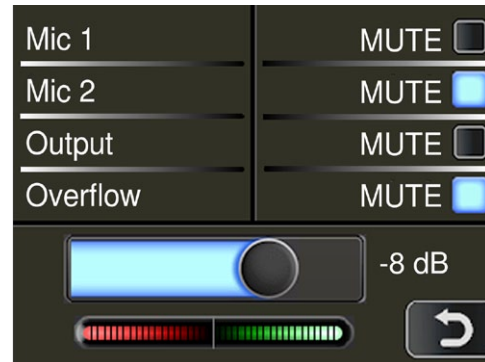 Mic 1 MUTE
Mic 2 MUTE
Output MUTE
Overflow MUTE
-8 dB